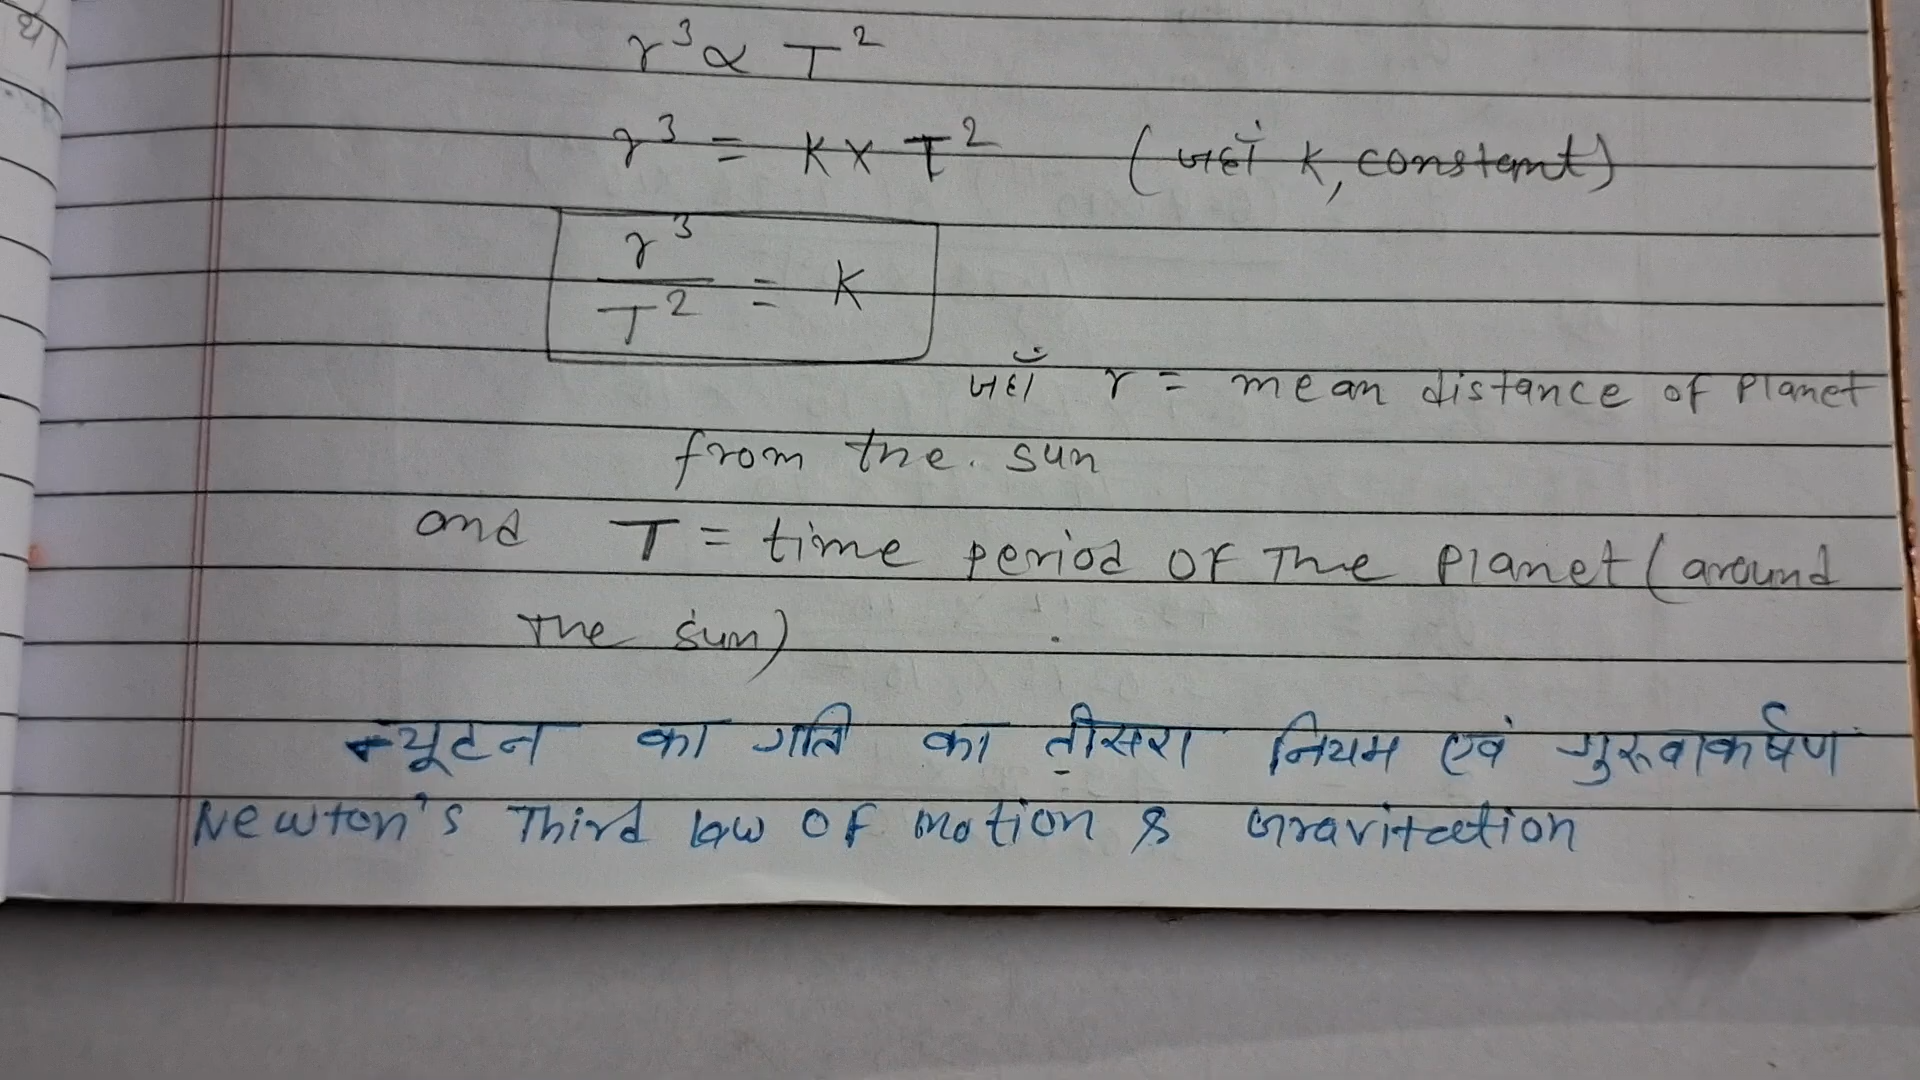 r³ ∝ T²
r³ = K × T² (जहाँ K, constant)
r³/T² = K
जहाँ r = mean distance of Planet
from the. sun
and T = time period of The Planet (around
the sun)
न्यूटन का गति का तीसरा नियम एवं गुरूवाकर्षण
Newton's Third law of motion & Gravitation